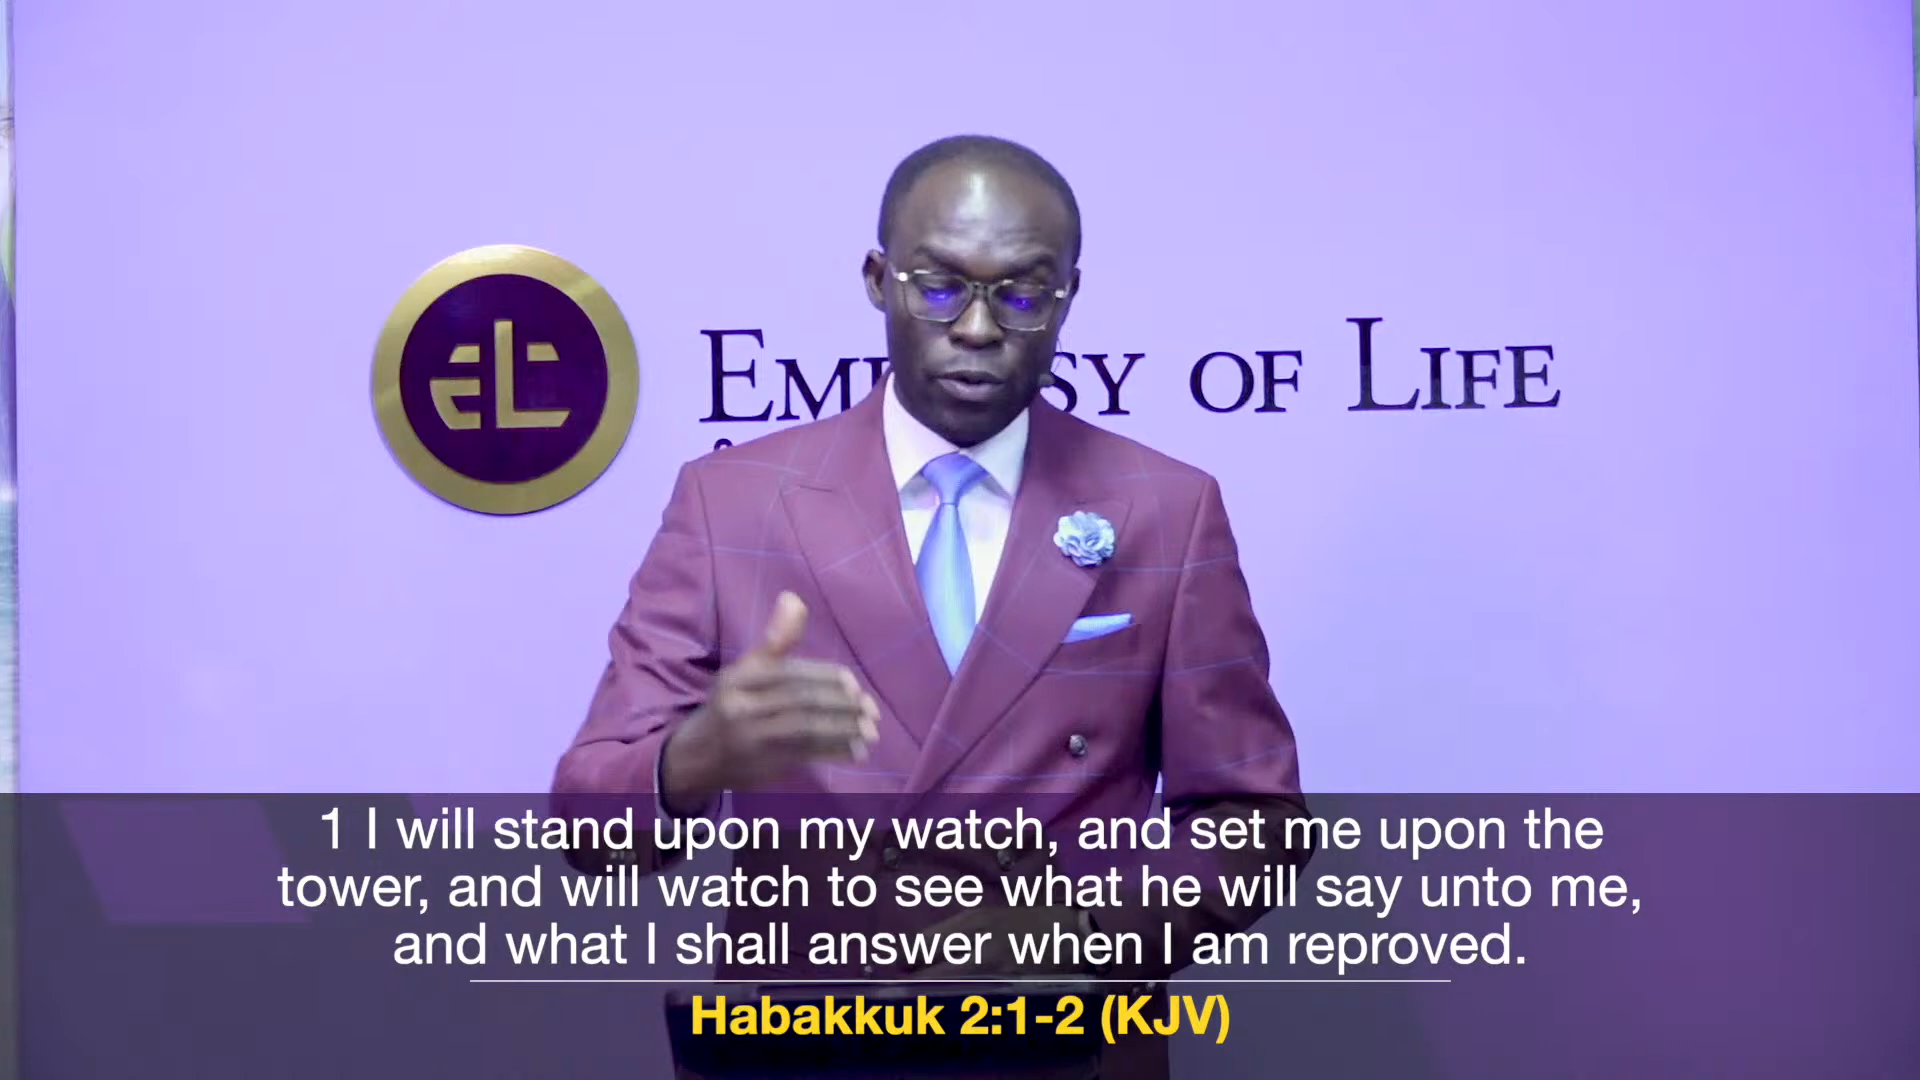 EL
EMB SY OF LIFE
1 I will stand upon my watch, and set me upon the
tower, and will watch to see what he will say unto me,
and what I shall answer when I am reproved.
Habakkuk 2:1-2 (KJV)